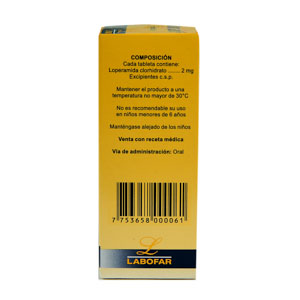 COMPOSICIÓN
Cada tableta contiene:
Loperamida clorhidrato ........ 2 mg
Excipientes c.s.p.
Mantener el producto a una
temperatura no mayor de 30°C
No es recomendable su uso
en niños menores de 6 años
Manténgase alejado de los niños
Venta con receta médica
Vía de administración: Oral
7 753658 000061
L
LABOFAR